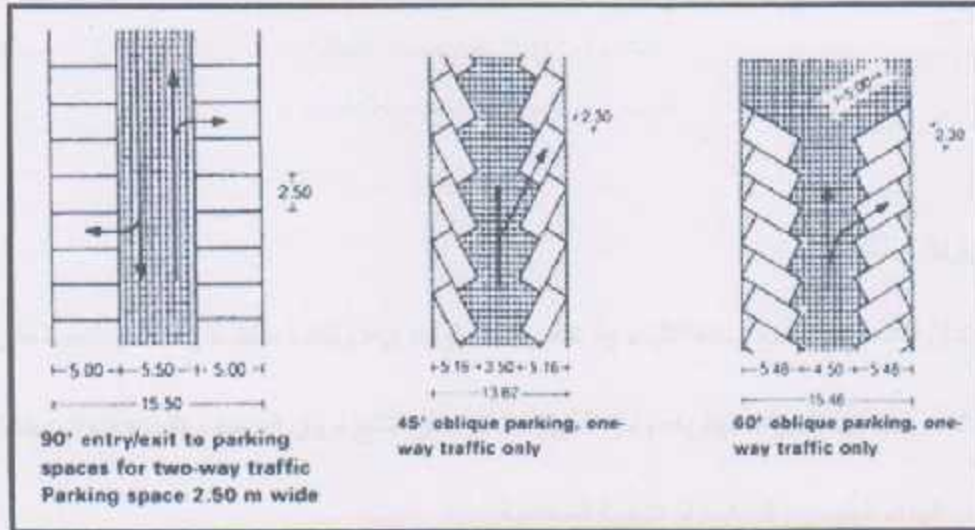 2.50
5.00 5.50 5.00
15.50
90° entry/exit to parking
spaces for two-way traffic
Parking space 2.50 m wide
2.30
5.16 3.50 5.16
13.82
45° oblique parking, one-
way traffic only
5.00
2.30
5.48 4.50 5.48
15.46
60° oblique parking, one-
way traffic only